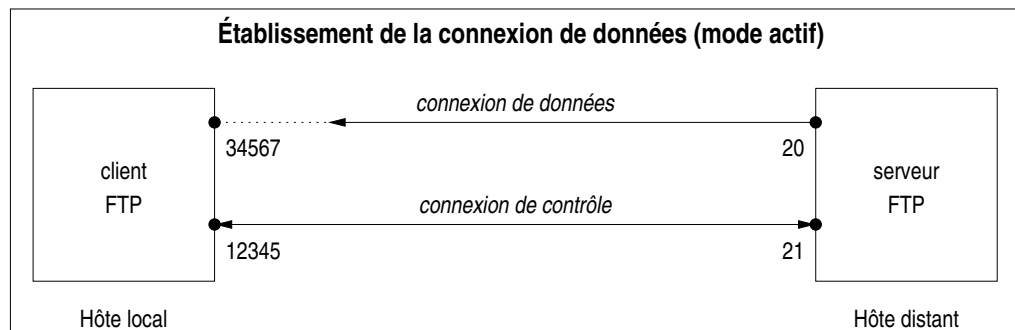 Établissement de la connexion de données (mode actif)
connexion de données
34567
20
client
FTP
serveur
FTP
connexion de contrôle
12345
21
Hôte local
Hôte distant